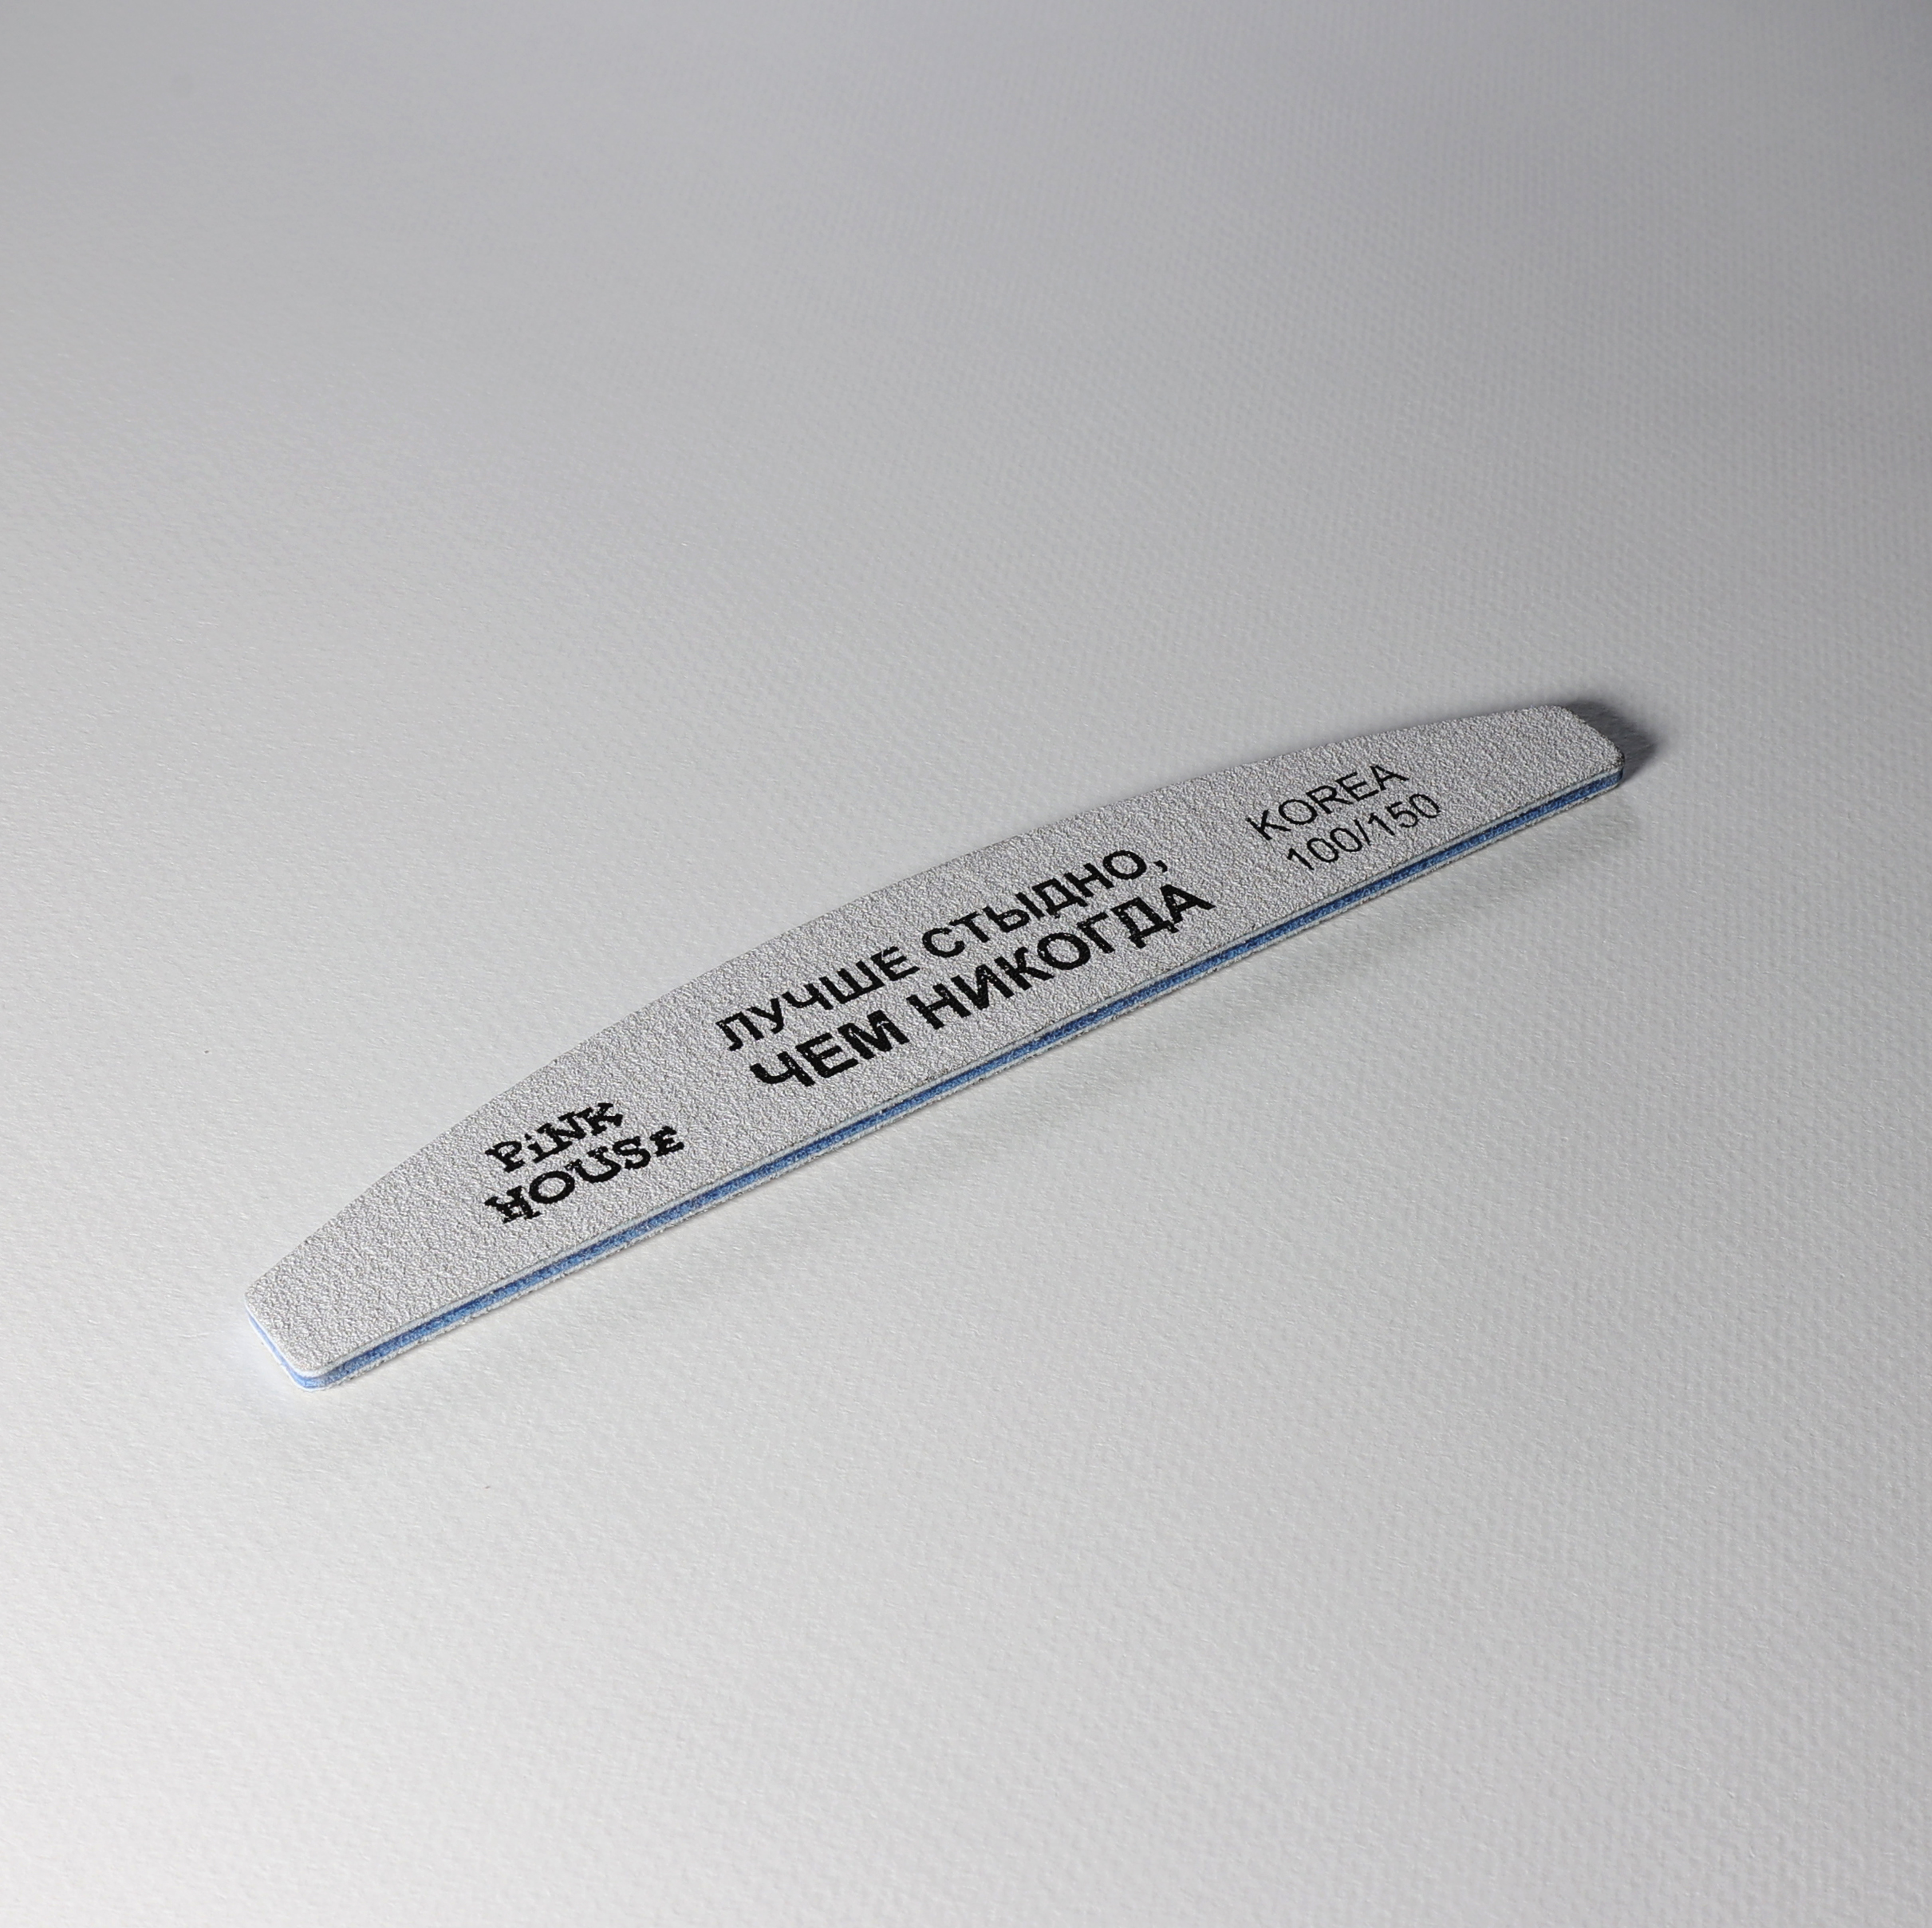 PiNK
HOUSE
ЛУЧШЕ СТЫДНО,
ЧЕМ НИКОГДА
KOREA
100/150